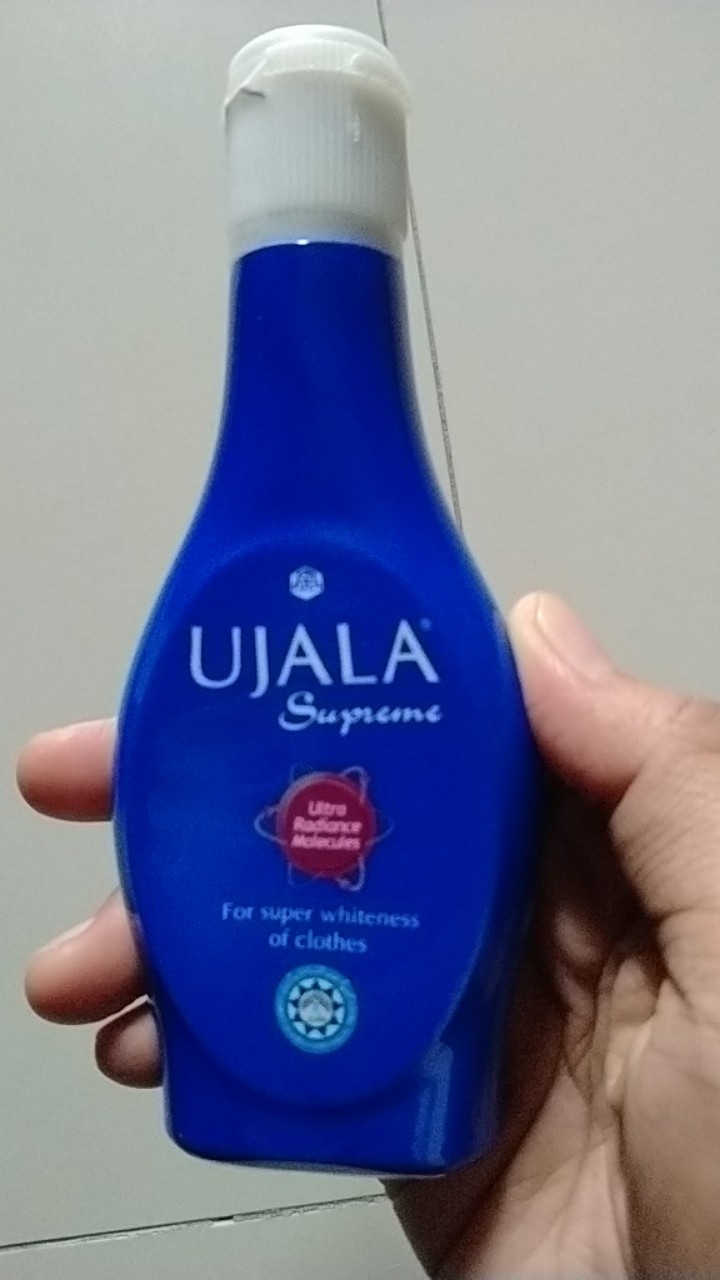 UJALA®
Supreme
Ultra
Radiance
Molecules
For super whiteness
of clothes